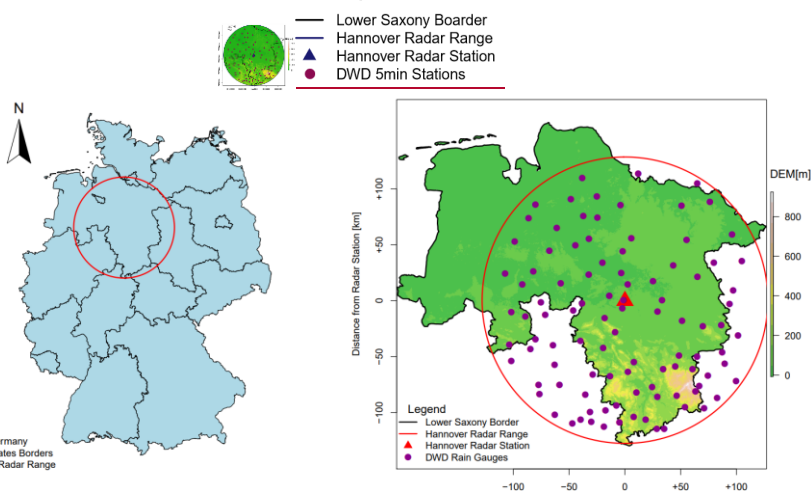 Lower Saxony Boarder
Hannover Radar Range
Hannover Radar Station
DWD 5min Stations
N
ermany
ates Borders
Radar Range
DEM[m]
800
600
400
200
0
Distance from Radar Station [km]
+100
+50
0
−50
−100
Legend
Lower Saxony Border
Hannover Radar Range
Hannover Radar Station
DWD Rain Gauges
−100 −50 0 +50 +100